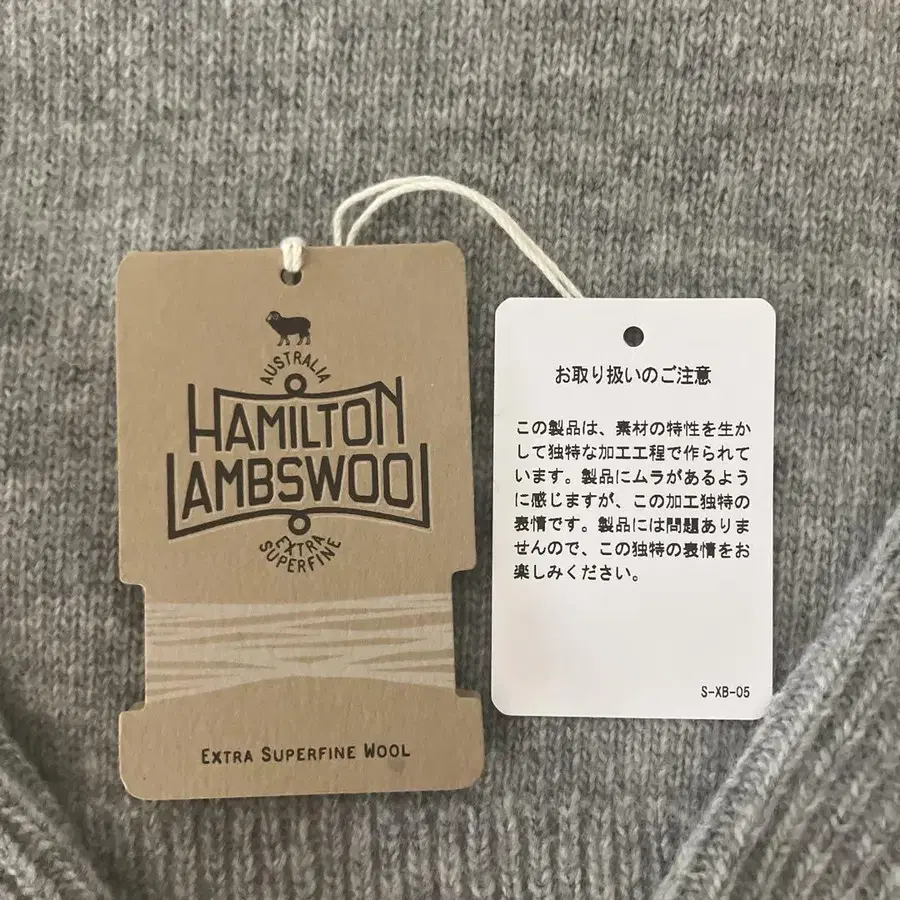 AUSTRALIA
HAMILTON
LAMBSWOOL
EXTRA
SUPERFINE
EXTRA SUPERFINE WOOL
お取り扱いのご注意
この製品は、素材の特性を生か
して独特な加工工程で作られて
います。製品にムラがあるよう
に感じますが、この加工独特の
表情です。製品には問題ありま
せんので、この独特の表情をお
楽しみください。
S-XB-05